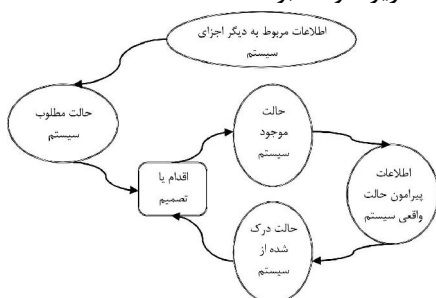 اطلاعات مربوط به دیگر اجزای
سیستم
حالت مطلوب
سیستم
حالت
موجود
سیستم
اقدام یا
تصمیم
اطلاعات
پیرامون حالت
واقعی سیستم
حالت درک
شده از
سیستم